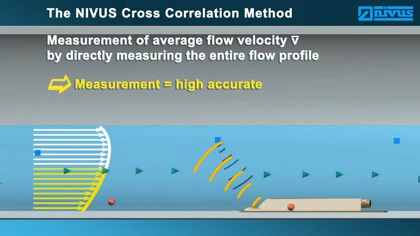 The NIVUS Cross Correlation Method
nivus
Measurement of average flow velocity v̅
by directly measuring the entire flow profile
Measurement = high accurate